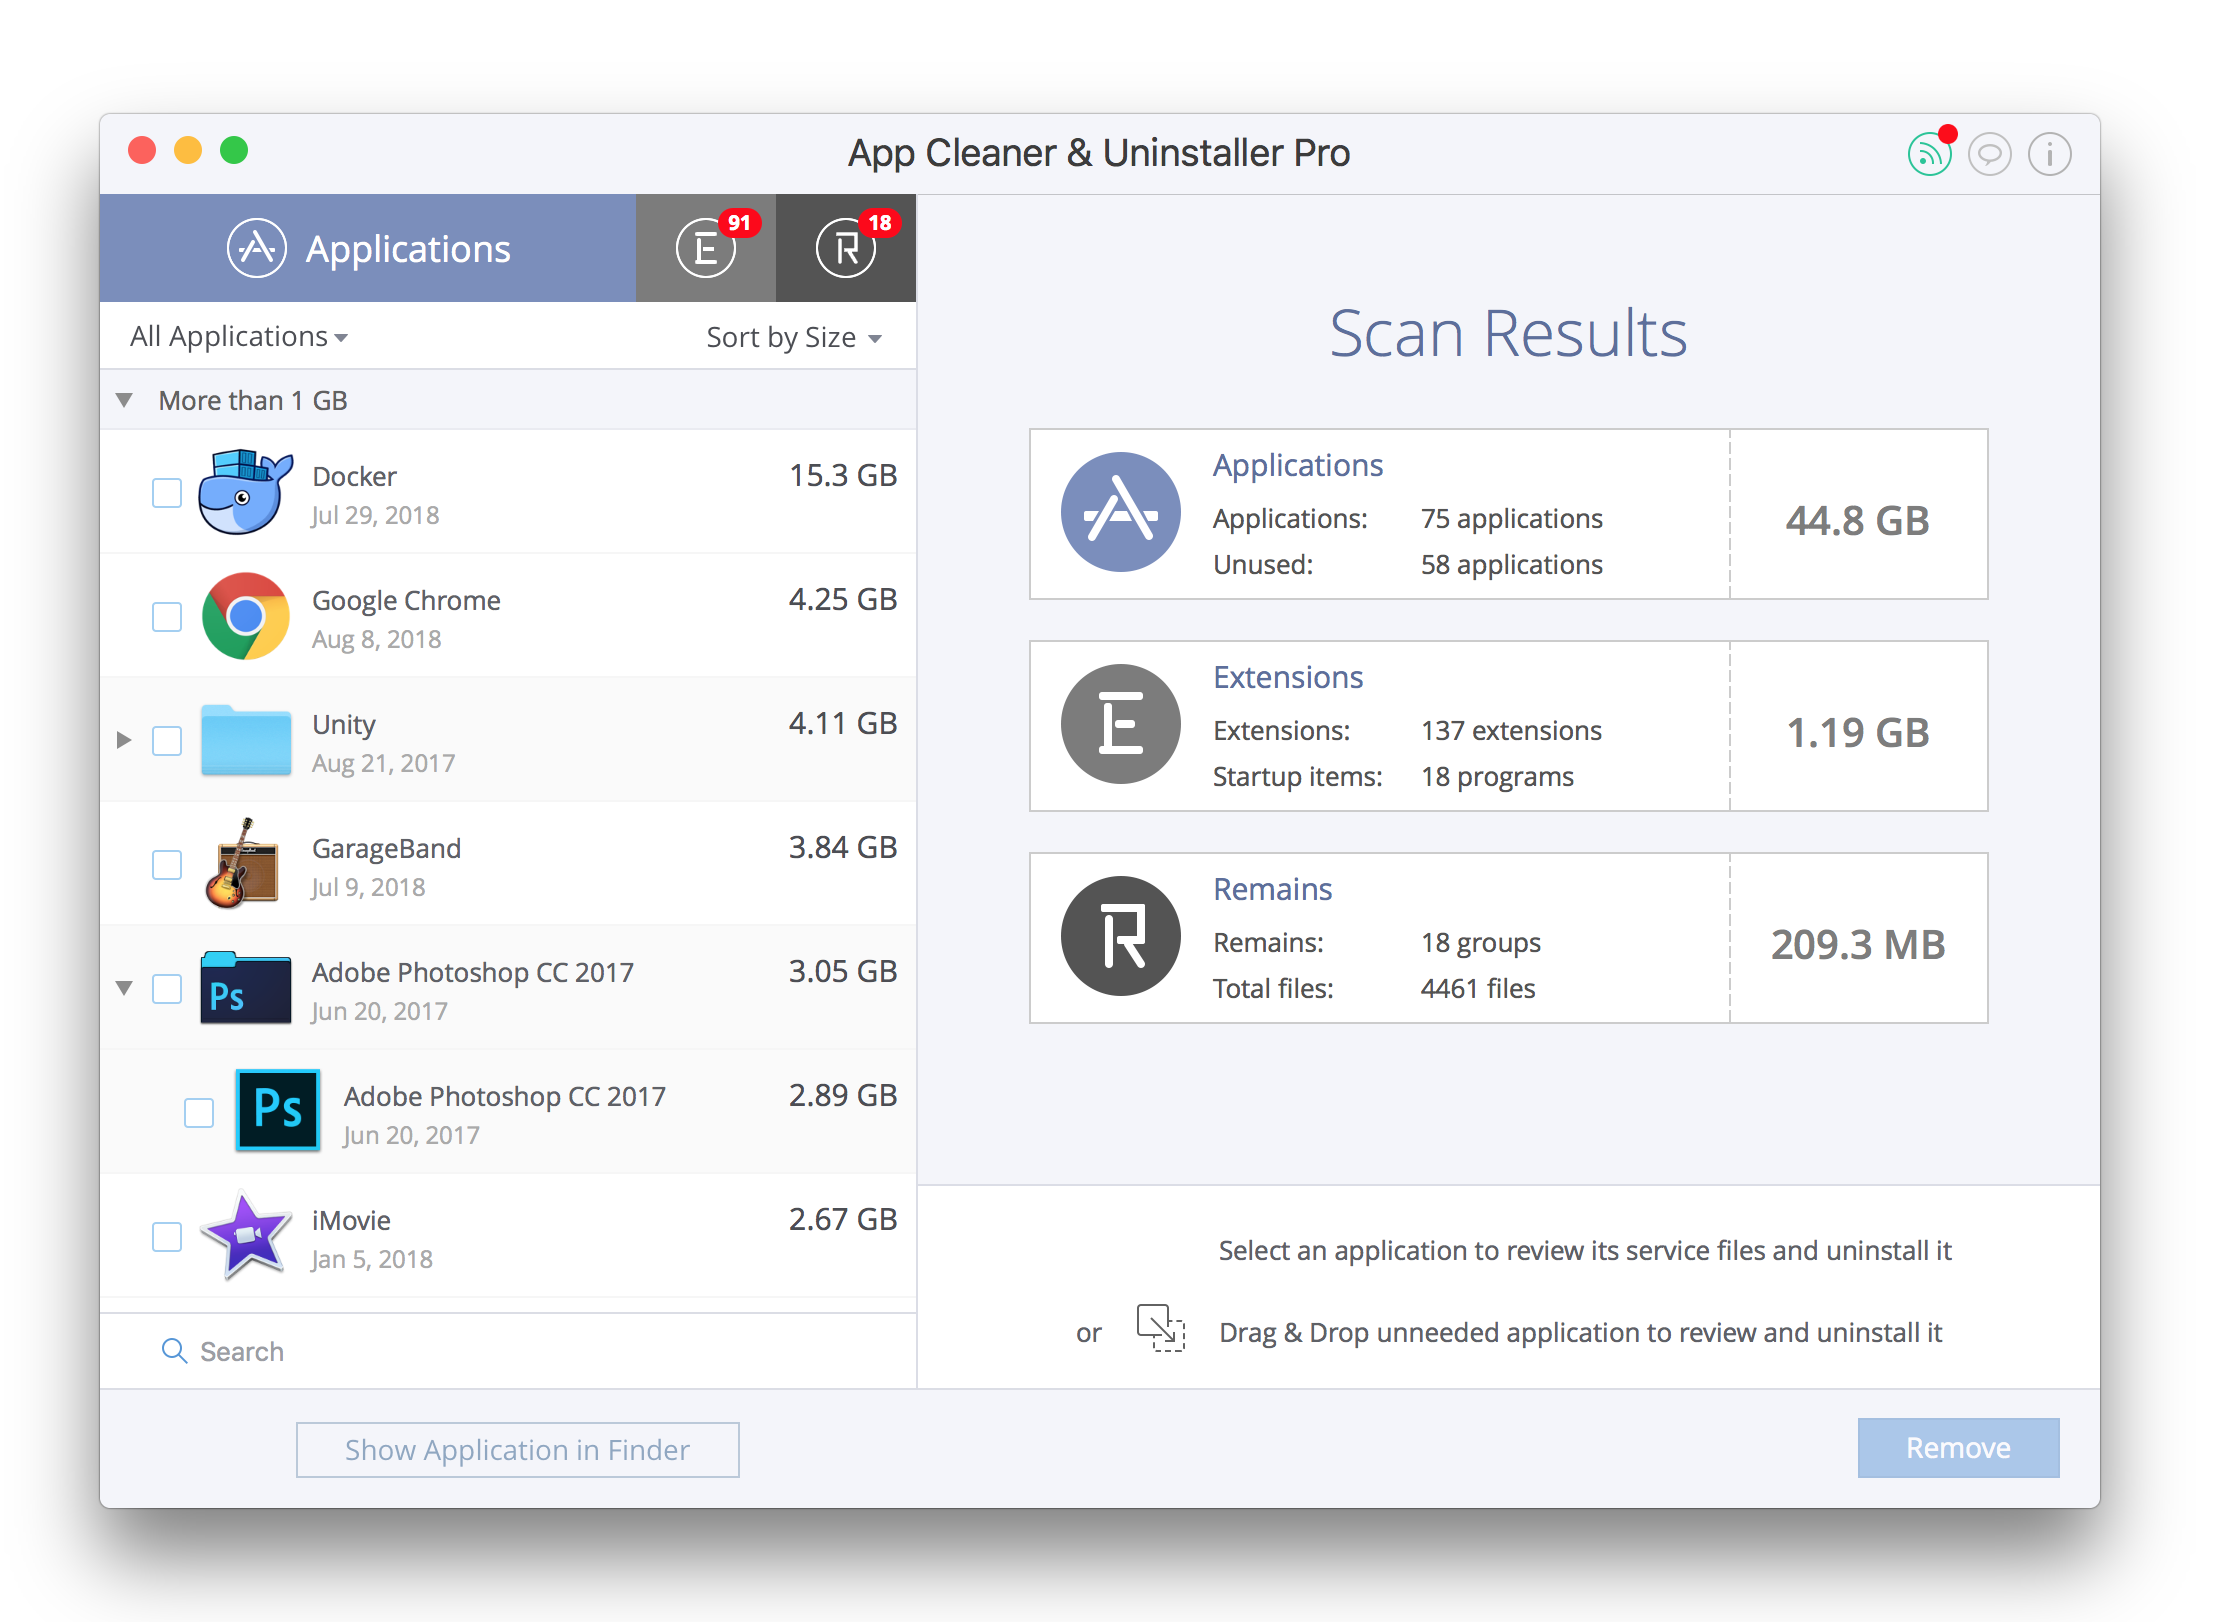 App Cleaner & Uninstaller Pro
Applications
91
18
All Applications
Sort by Size
More than 1 GB
Docker
15.3 GB
Jul 29, 2018
Google Chrome
4.25 GB
Aug 8, 2018
Unity
4.11 GB
Aug 21, 2017
GarageBand
3.84 GB
Jul 9, 2018
Ps
Adobe Photoshop CC 2017
3.05 GB
Jun 20, 2017
Ps
Adobe Photoshop CC 2017
2.89 GB
Jun 20, 2017
iMovie
2.67 GB
Jan 5, 2018
Search
Show Application in Finder
Scan Results
Applications
Applications: 75 applications
Unused: 58 applications
44.8 GB
E
Extensions
Extensions: 137 extensions
Startup items: 18 programs
1.19 GB
R
Remains
Remains: 18 groups
Total files: 4461 files
209.3 MB
Select an application to review its service files and uninstall it
or Drag & Drop unneeded application to review and uninstall it
Remove